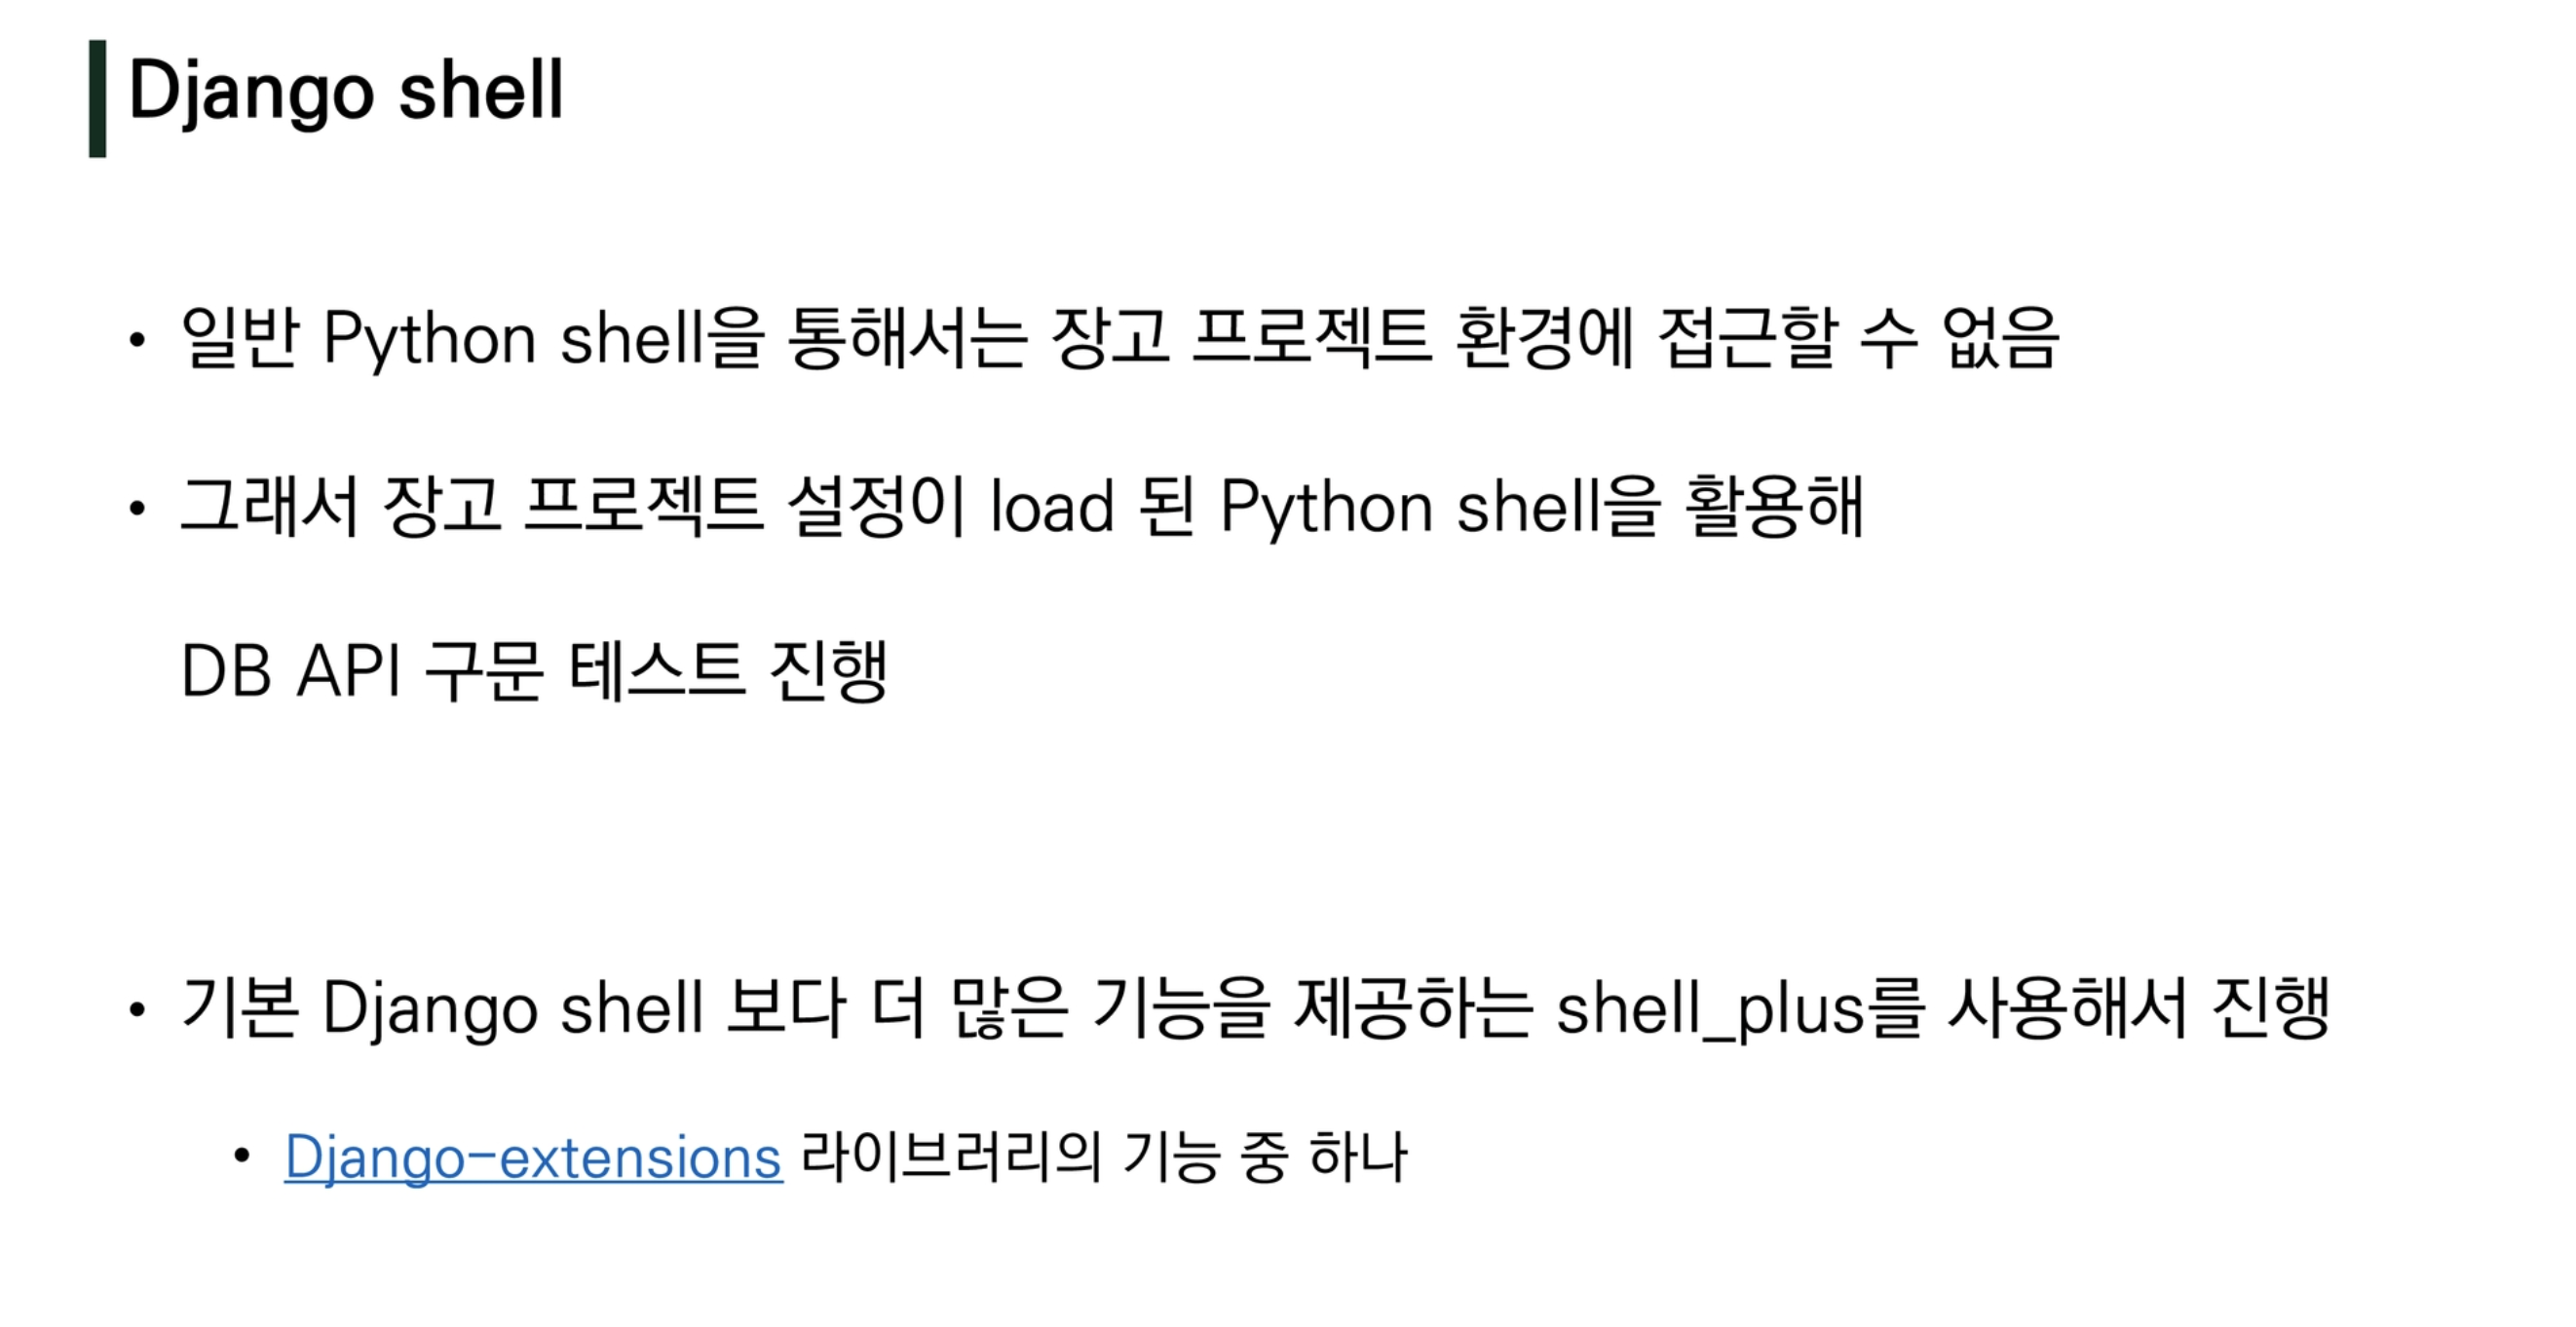 Django shell
• 일반 Python shell을 통해서는 장고 프로젝트 환경에 접근할 수 없음
• 그래서 장고 프로젝트 설정이 load 된 Python shell을 활용해
DB API 구문 테스트 진행
• 기본 Django shell 보다 더 많은 기능을 제공하는 shell_plus를 사용해서 진행
• Django-extensions 라이브러리의 기능 중 하나